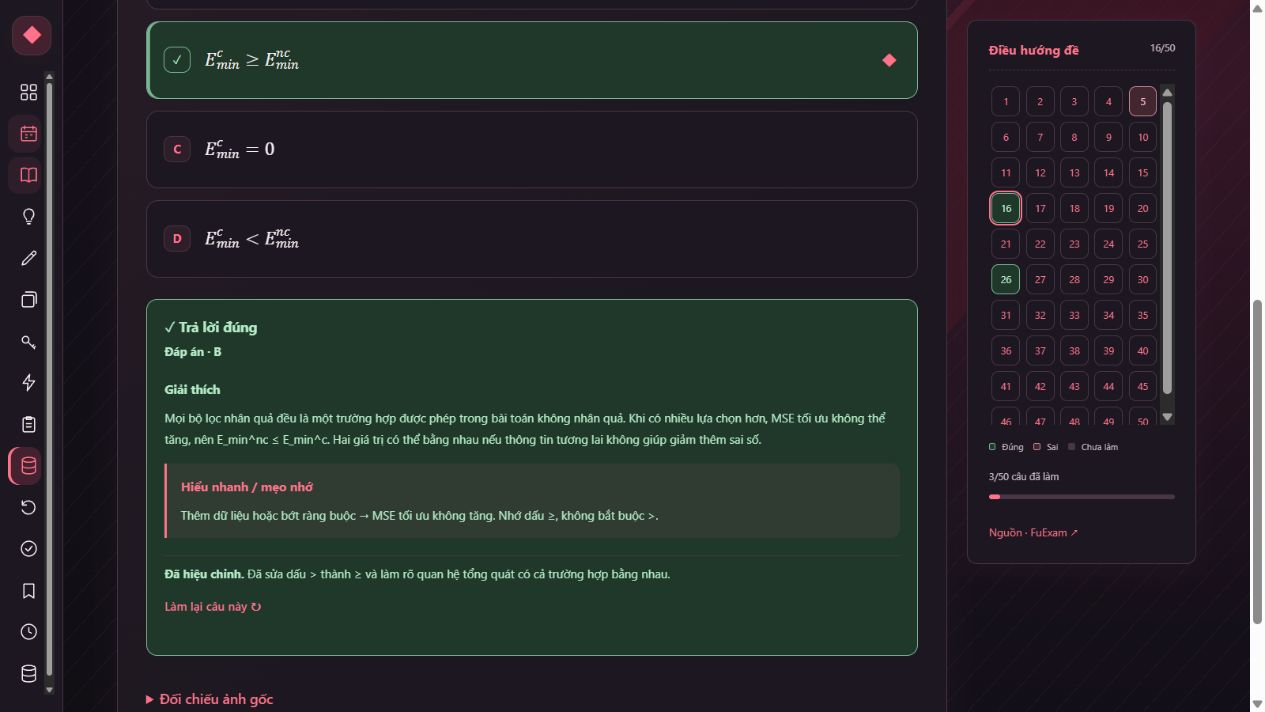 ✓ E^c_min ≥ E^nc_min
C E^c_min = 0
D E^c_min < E^nc_min
✓ Trả lời đúng
Đáp án · B
Giải thích
Mọi bộ lọc nhân quả đều là một trường hợp được phép trong bài toán không nhân quả. Khi có nhiều lựa chọn hơn, MSE tối ưu không thể
tăng, nên E_min^nc ≤ E_min^c. Hai giá trị có thể bằng nhau nếu thông tin tương lai không giúp giảm thêm sai số.
Hiểu nhanh / mẹo nhớ
Thêm dữ liệu hoặc bớt ràng buộc → MSE tối ưu không tăng. Nhớ dấu ≥, không bắt buộc >.
Đã hiệu chỉnh. Đã sửa dấu > thành ≥ và làm rõ quan hệ tổng quát có cả trường hợp bằng nhau.
Làm lại câu này ↻
▶ Đối chiếu ảnh gốc
Điều hướng đề 16/50
1 2 3 4 5
6 7 8 9 10
11 12 13 14 15
16 17 18 19 20
21 22 23 24 25
26 27 28 29 30
31 32 33 34 35
36 37 38 39 40
41 42 43 44 45
46 47 48 49 50
Đúng Sai Chưa làm
3/50 câu đã làm
Nguồn · FuExam ↗